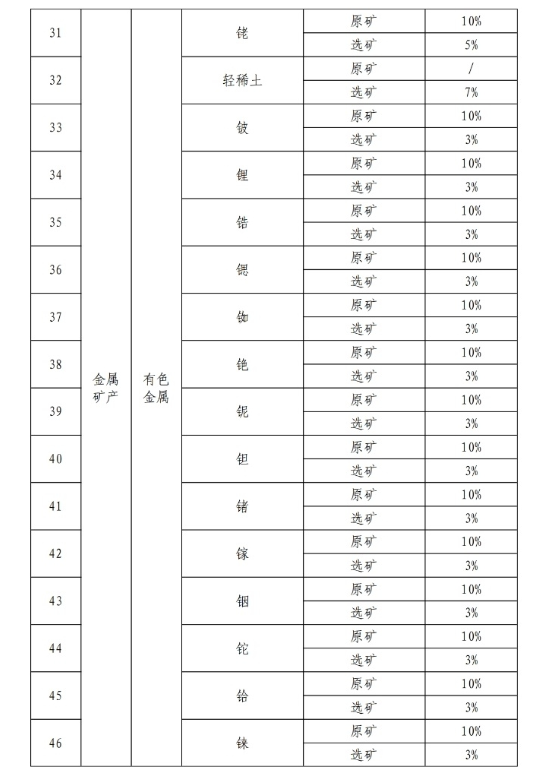 31 铑 原矿 10%
选矿 5%
32 轻稀土 原矿 /
选矿 7%
33 铍 原矿 10%
选矿 3%
34 锂 原矿 10%
选矿 3%
35 锆 原矿 10%
选矿 3%
36 锶 原矿 10%
选矿 3%
37 铷 原矿 10%
选矿 3%
38 铯 原矿 10%
选矿 3%
金属
矿产
有色
金属
39 铌 原矿 10%
选矿 3%
40 钽 原矿 10%
选矿 3%
41 锗 原矿 10%
选矿 3%
42 镓 原矿 10%
选矿 3%
43 铟 原矿 10%
选矿 3%
44 铊 原矿 10%
选矿 3%
45 铪 原矿 10%
选矿 3%
46 铼 原矿 10%
选矿 3%